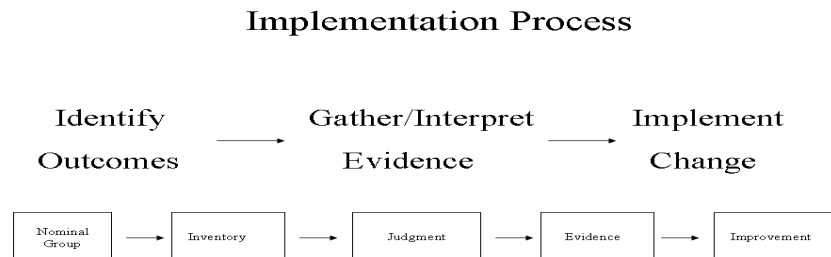 Implementation Process
Identify
Outcomes
Gather/Interpret
Evidence
Implement
Change
Nominal
Group
Inventory
Judgment
Evidence
Improvement